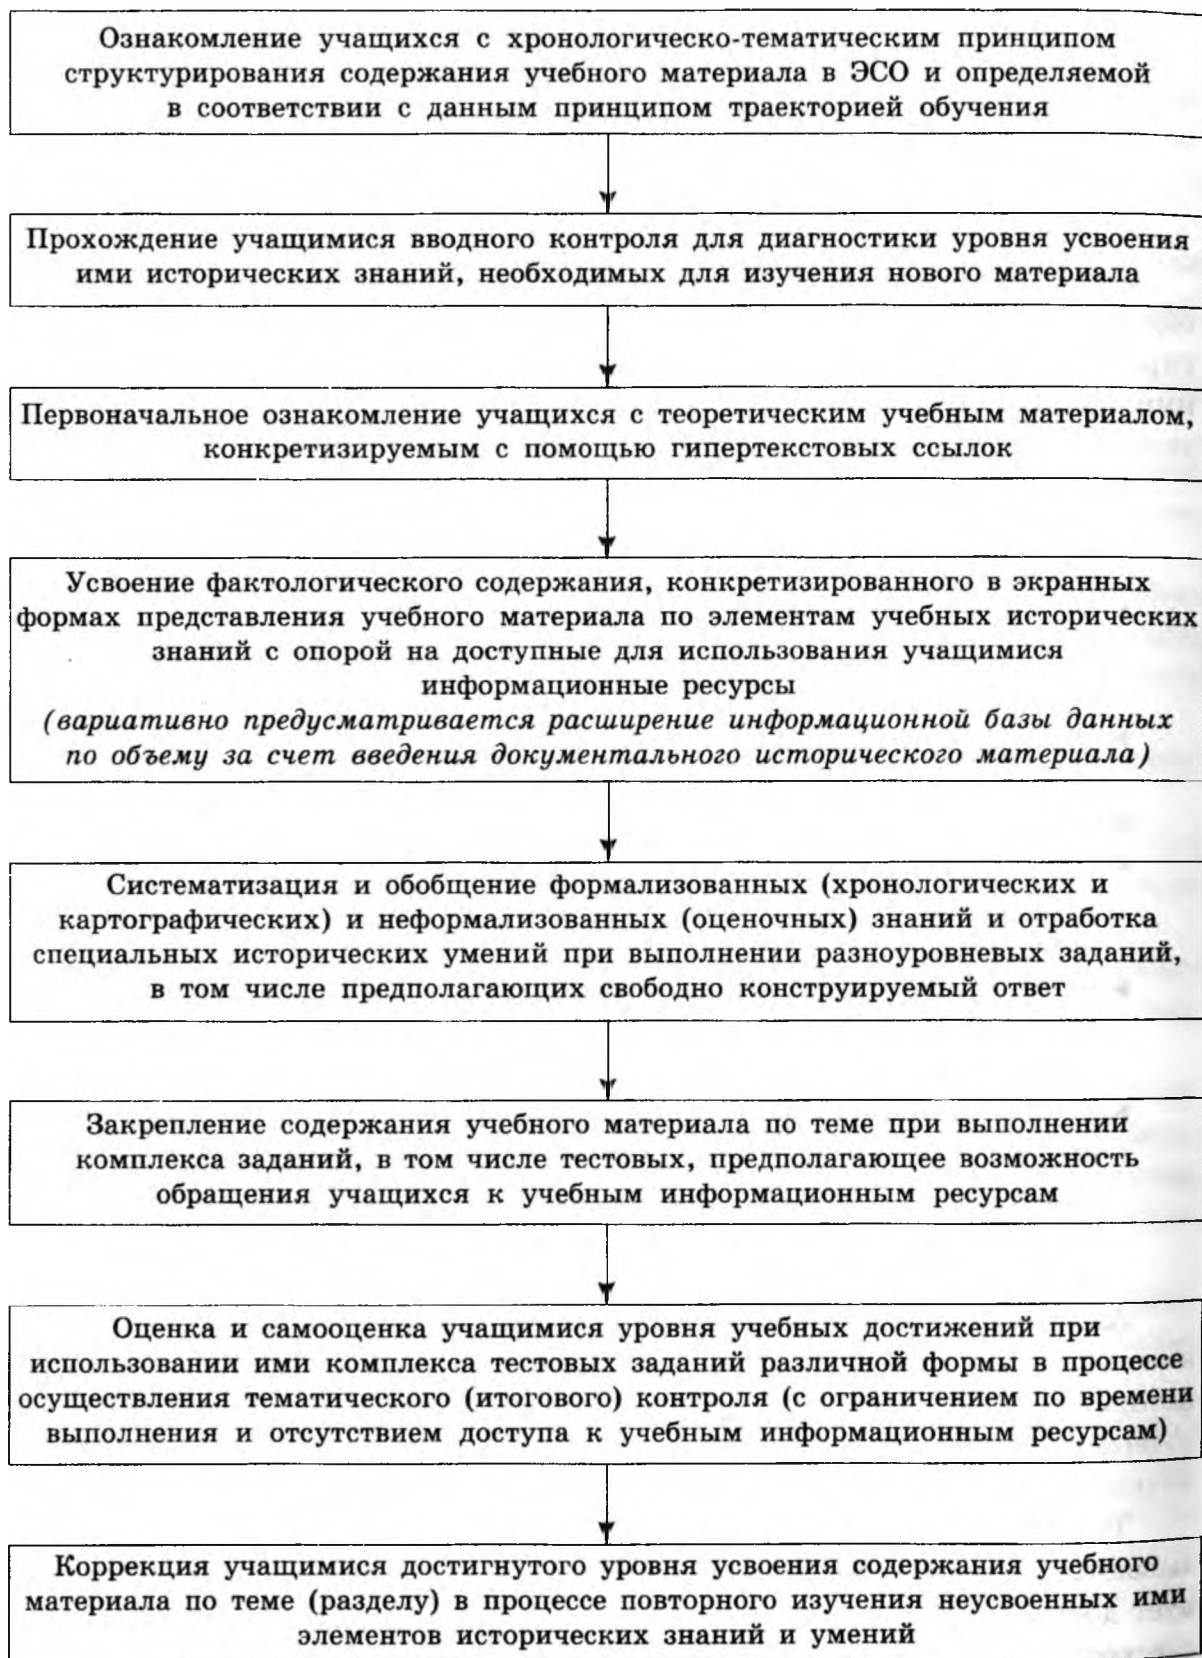 Ознакомление учащихся с хронологическо-тематическим принципом
структурирования содержания учебного материала в ЭСО и определяемой
в соответствии с данным принципом траекторией обучения
Прохождение учащимися вводного контроля для диагностики уровня усвоения
ими исторических знаний, необходимых для изучения нового материала
Первоначальное ознакомление учащихся с теоретическим учебным материалом,
конкретизируемым с помощью гипертекстовых ссылок
Усвоение фактологического содержания, конкретизированного в экранных
формах представления учебного материала по элементам учебных исторических
знаний с опорой на доступные для использования учащимися
информационные ресурсы
(вариативно предусматривается расширение информационной базы данных
по объему за счет введения документального исторического материала)
Систематизация и обобщение формализованных (хронологических и
картографических) и неформализованных (оценочных) знаний и отработка
специальных исторических умений при выполнении разноуровневых заданий,
в том числе предполагающих свободно конструируемый ответ
Закрепление содержания учебного материала по теме при выполнении
комплекса заданий, в том числе тестовых, предполагающее возможность
обращения учащихся к учебным информационным ресурсам
Оценка и самооценка учащимися уровня учебных достижений при
использовании ими комплекса тестовых заданий различной формы в процессе
осуществления тематического (итогового) контроля (с ограничением по времени
выполнения и отсутствием доступа к учебным информационным ресурсам)
Коррекция учащимися достигнутого уровня усвоения содержания учебного
материала по теме (разделу) в процессе повторного изучения неусвоенных ими
элементов исторических знаний и умений